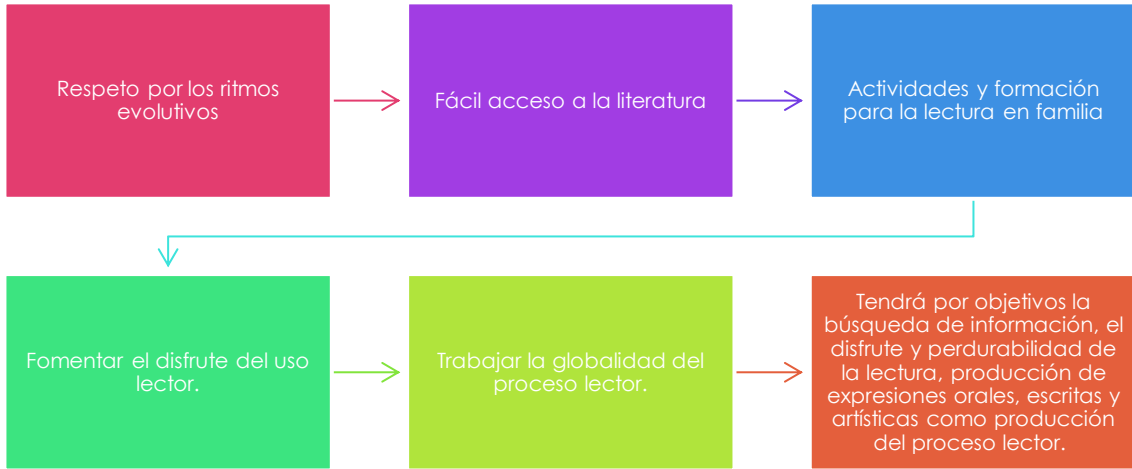 Respeto por los ritmos
evolutivos
Fácil acceso a la literatura
Actividades y formación
para la lectura en familia
Fomentar el disfrute del uso
lector.
Trabajar la globalidad del
proceso lector.
Tendrá por objetivos la
búsqueda de información, el
disfrute y perdurabilidad de
la lectura, producción de
expresiones orales, escritas y
artísticas como producción
del proceso lector.